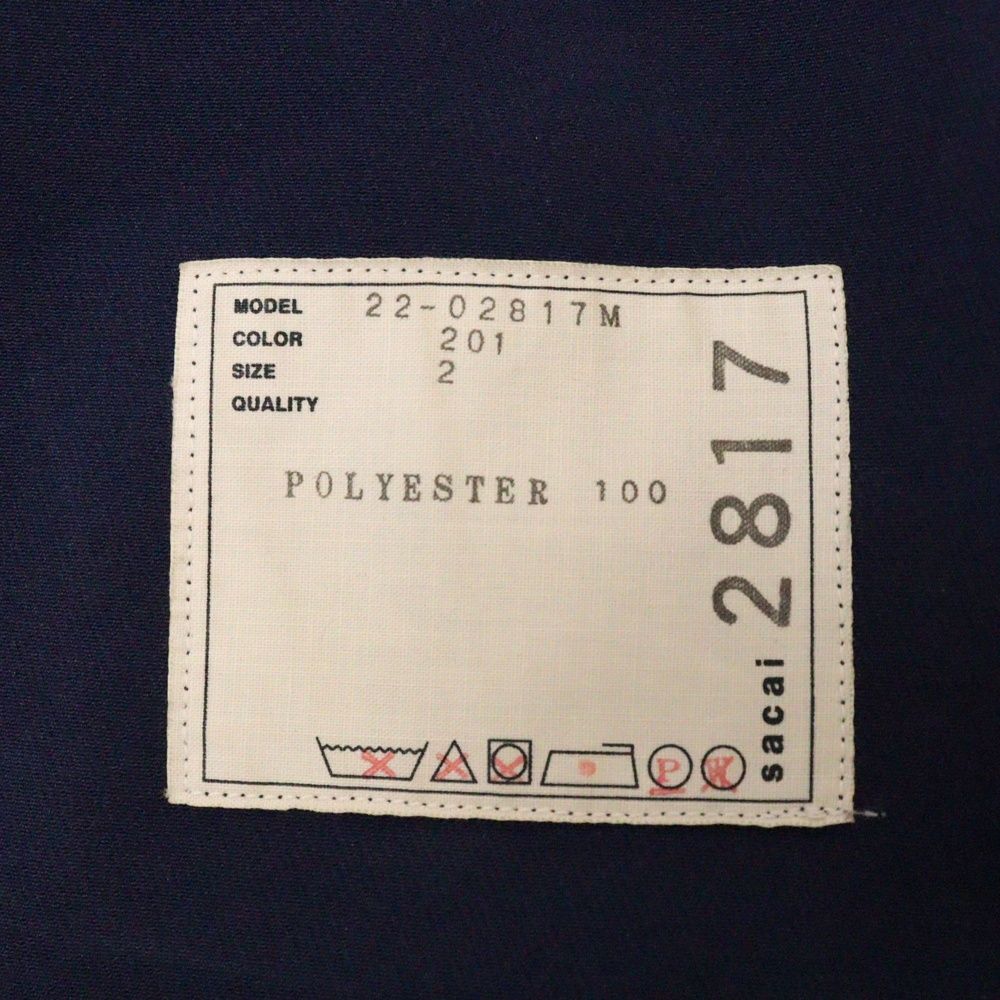 MODEL 22-02817M
COLOR 201
SIZE 2
QUALITY
POLYESTER 100
sacai 2817
P
W